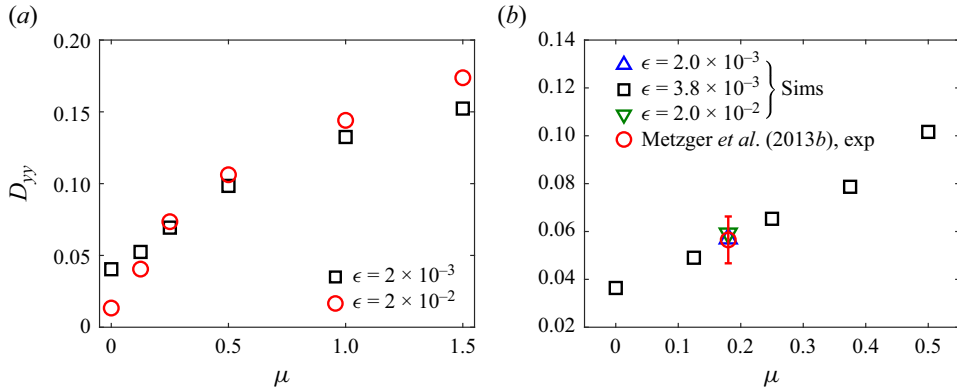 (a)
0.20
0.15
0.10
0.05
0
D_yy
ϵ = 2 × 10⁻³
ϵ = 2 × 10⁻²
0 0.5 1.0 1.5
μ
(b)
0.14
0.12
0.10
0.08
0.06
0.04
0.02
ϵ = 2.0 × 10⁻³
ϵ = 3.8 × 10⁻³ Sims
ϵ = 2.0 × 10⁻²
Metzger et al. (2013b), exp
0 0.1 0.2 0.3 0.4 0.5
μ